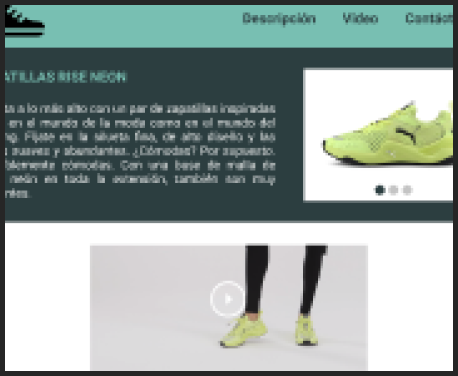 Descripción Video Contáct
ATILLAS RISE NEON
a lo más alto con un par de zapatillas inspiradas
en el mundo de la moda como en el mundo del
ng. Fíjate en la silueta fina, de alto diseño y las
suaves y abundantes. ¿Cómodas? Por supuesto.
blemente cómodas. Con una base de malla de
neón en toda la extensión, también son muy
ntes.